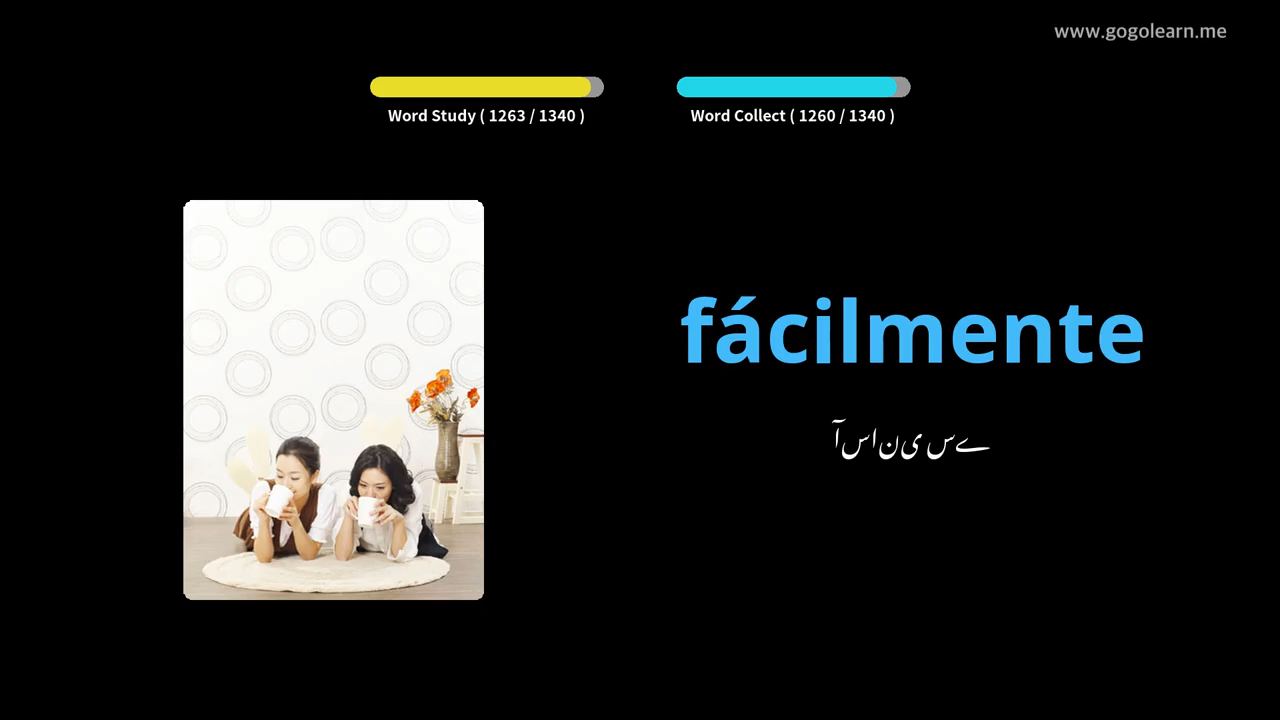 www.gogolearn.me
Word Study ( 1263 / 1340 )
Word Collect ( 1260 / 1340 )
fácilmente
آسانی سے